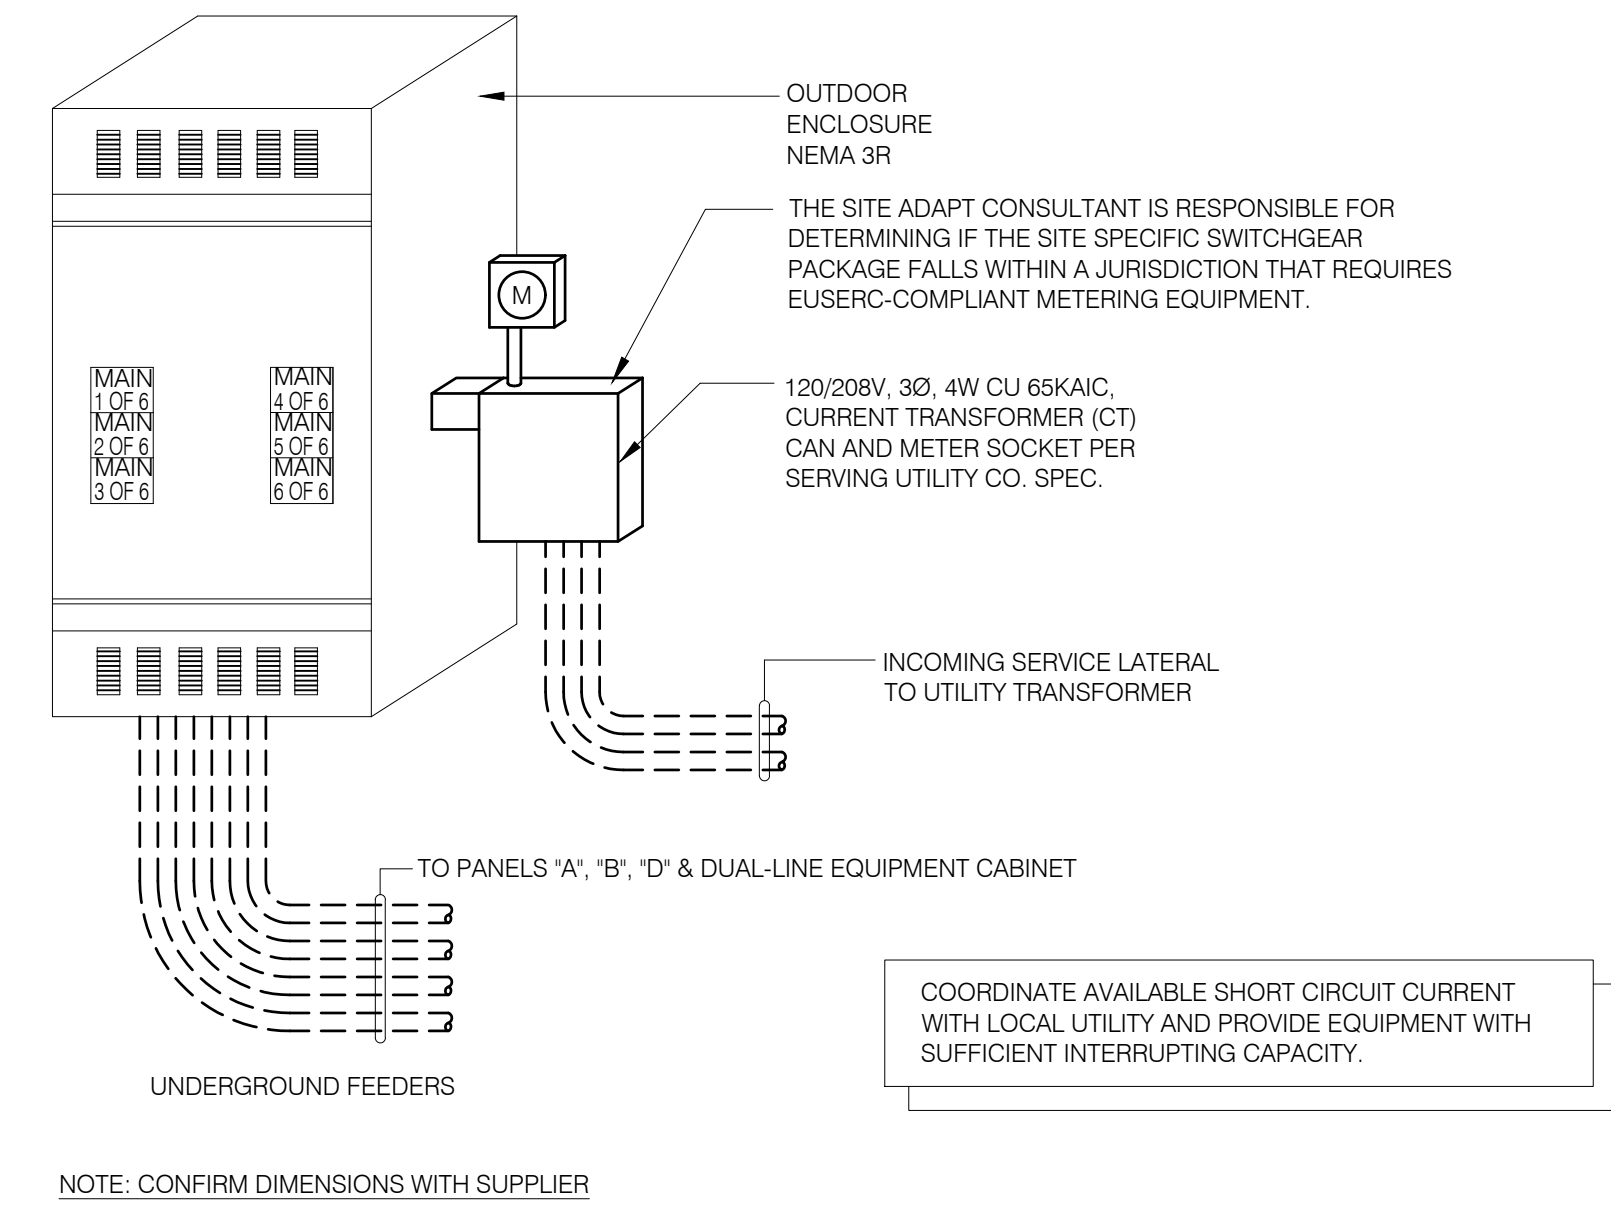 OUTDOOR
ENCLOSURE
NEMA 3R
THE SITE ADAPT CONSULTANT IS RESPONSIBLE FOR
DETERMINING IF THE SITE SPECIFIC SWITCHGEAR
PACKAGE FALLS WITHIN A JURISDICTION THAT REQUIRES
EUSERC-COMPLIANT METERING EQUIPMENT.
M
MAIN
1 OF 6
MAIN
2 OF 6
MAIN
3 OF 6
MAIN
4 OF 6
MAIN
5 OF 6
MAIN
6 OF 6
120/208V, 3Ø, 4W CU 65KAIC,
CURRENT TRANSFORMER (CT)
CAN AND METER SOCKET PER
SERVING UTILITY CO. SPEC.
INCOMING SERVICE LATERAL
TO UTILITY TRANSFORMER
TO PANELS "A", "B", "D" & DUAL-LINE EQUIPMENT CABINET
COORDINATE AVAILABLE SHORT CIRCUIT CURRENT
WITH LOCAL UTILITY AND PROVIDE EQUIPMENT WITH
SUFFICIENT INTERRUPTING CAPACITY.
UNDERGROUND FEEDERS
NOTE: CONFIRM DIMENSIONS WITH SUPPLIER